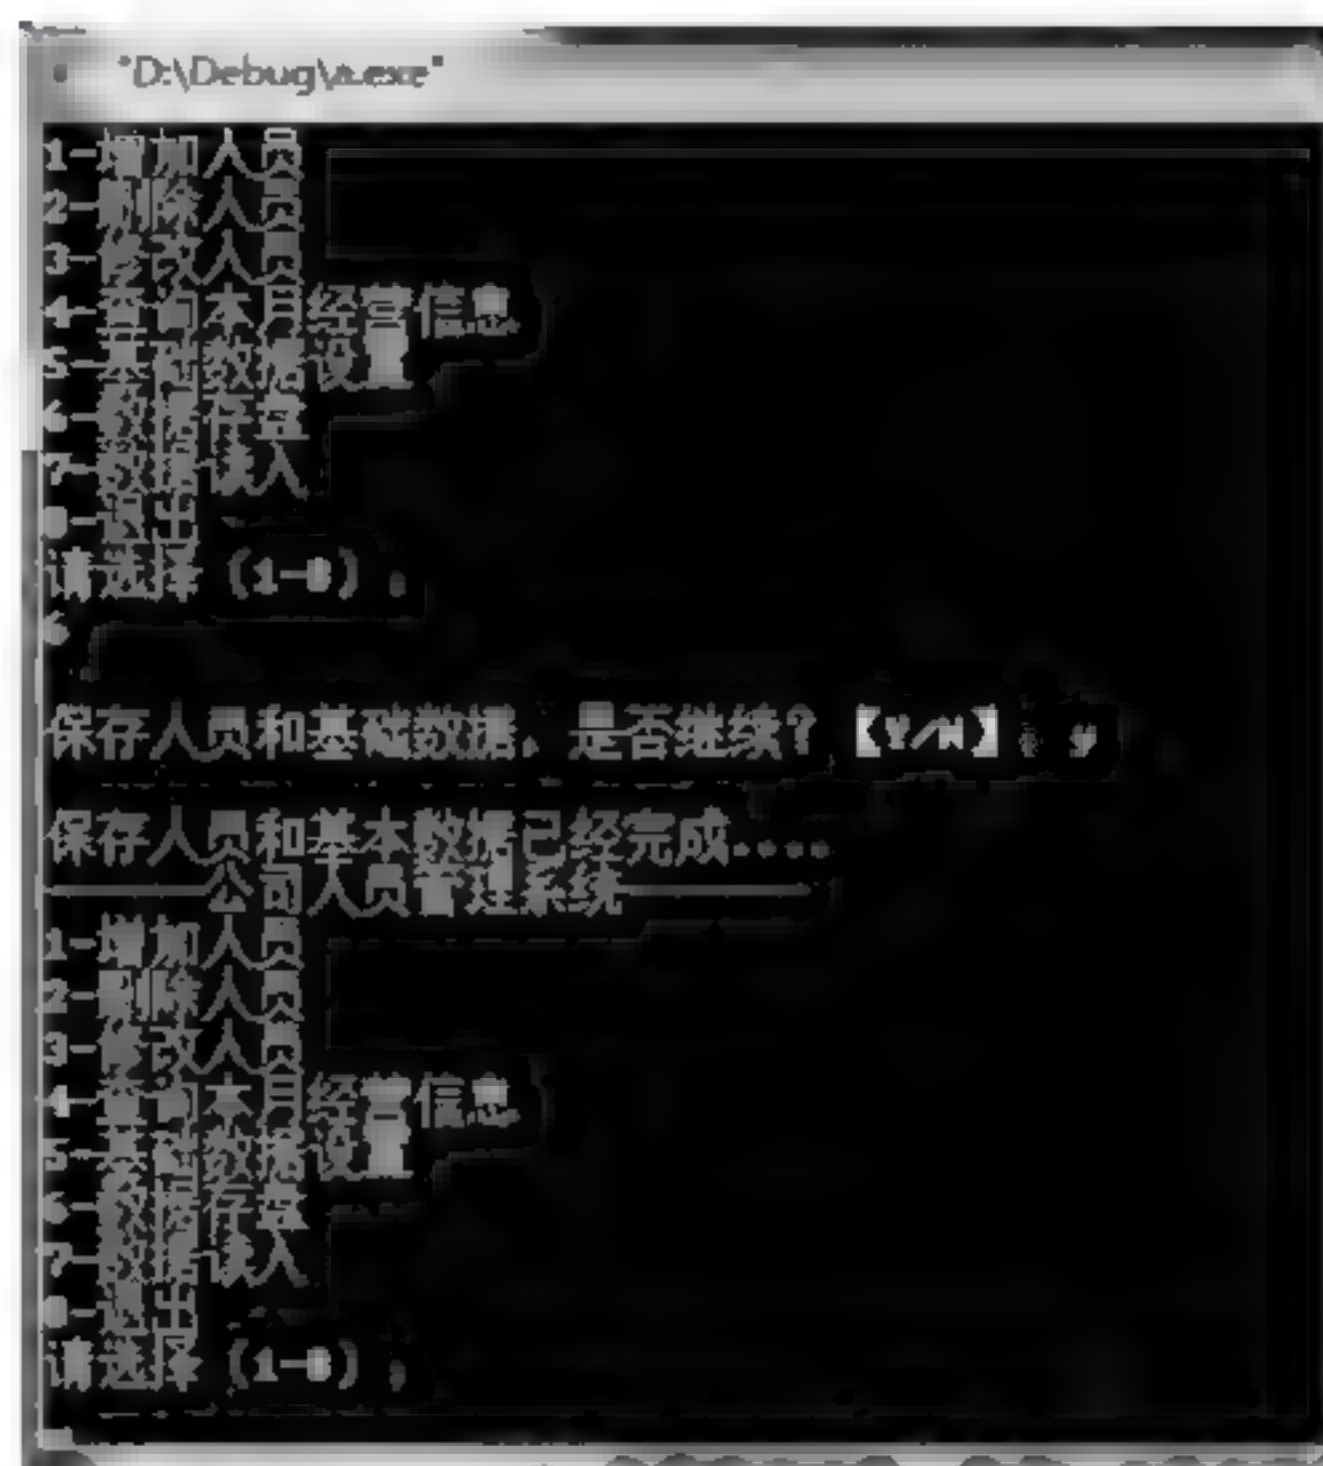 "D:\Debug\a.exe"
1-增加人员
2-删除人员
3-修改人员
4-查询本月经营信息
5-基础数据设置
6-数据存盘
7-数据读入
8-退出
请选择（1-8）：
6
保存人员和基础数据，是否继续？【Y/N】：y
保存人员和基本数据已经完成....
————公司人员管理系统————
1-增加人员
2-删除人员
3-修改人员
4-查询本月经营信息
5-基础数据设置
6-数据存盘
7-数据读入
8-退出
请选择（1-8）：